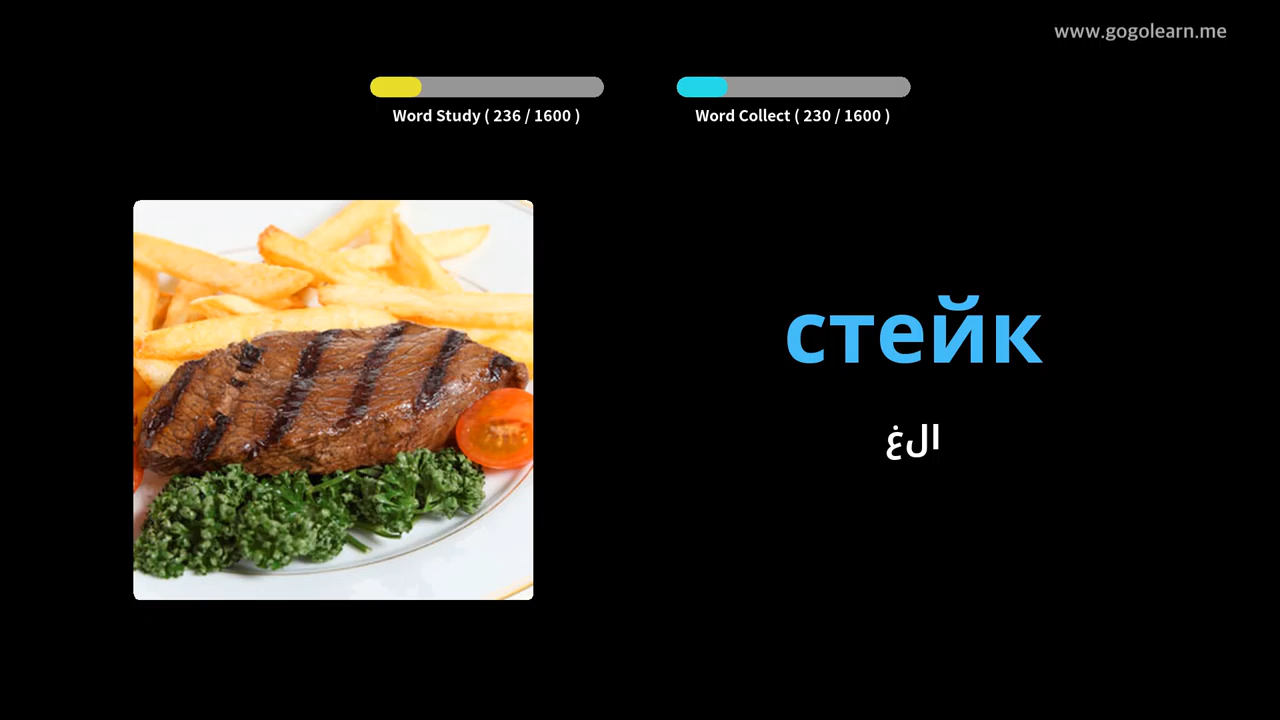 www.gogolearn.me
Word Study ( 236 / 1600 )
Word Collect ( 230 / 1600 )
стейк
الغ